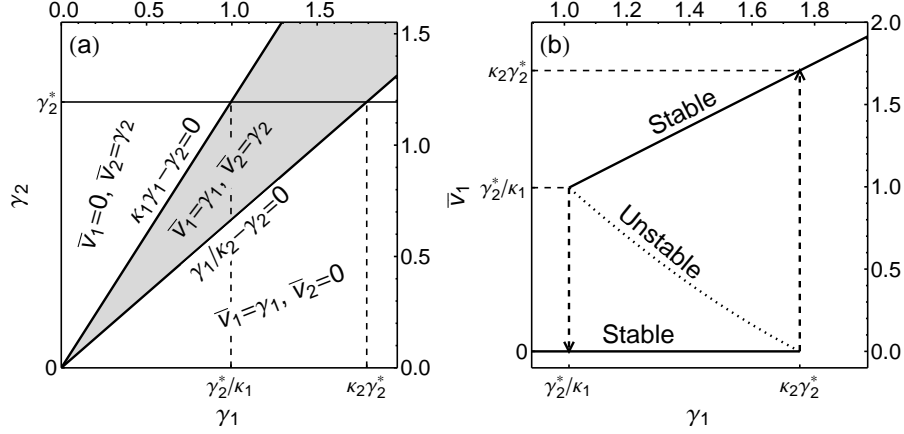 0.0 0.5 1.0 1.5
(a)
1.5
1.0
0.5
0.0
γ₂*
γ₂
0
v̄₁=0, v̄₂=γ₂
κ₁γ₁−γ₂=0
v̄₁=γ₁, v̄₂=γ₂
γ₁/κ₂−γ₂=0
v̄₁=γ₁, v̄₂=0
γ₂*/κ₁ κ₂γ₂*
γ₁
1.0 1.2 1.4 1.6 1.8
(b)
2.0
1.5
1.0
0.5
0.0
κ₂γ₂*
γ₂*/κ₁
v̄₁
0
Stable
Unstable
Stable
γ₂*/κ₁ κ₂γ₂*
γ₁